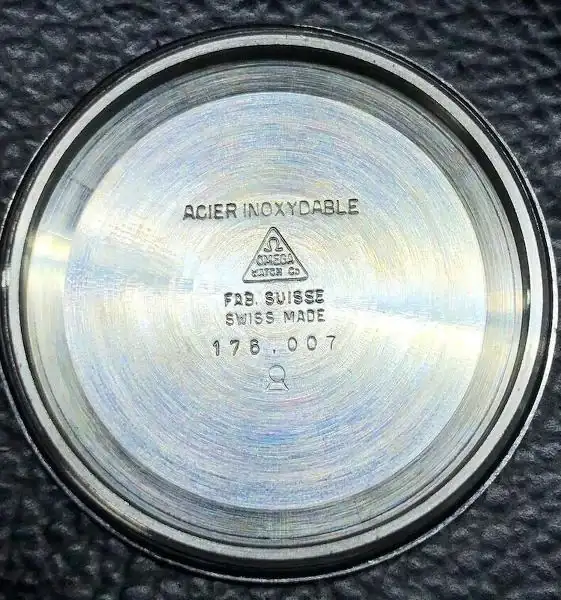 ACIER INOXYDABLE
Ω
OMEGA
WATCH Co
FAB. SUISSE
SWISS MADE
176.007